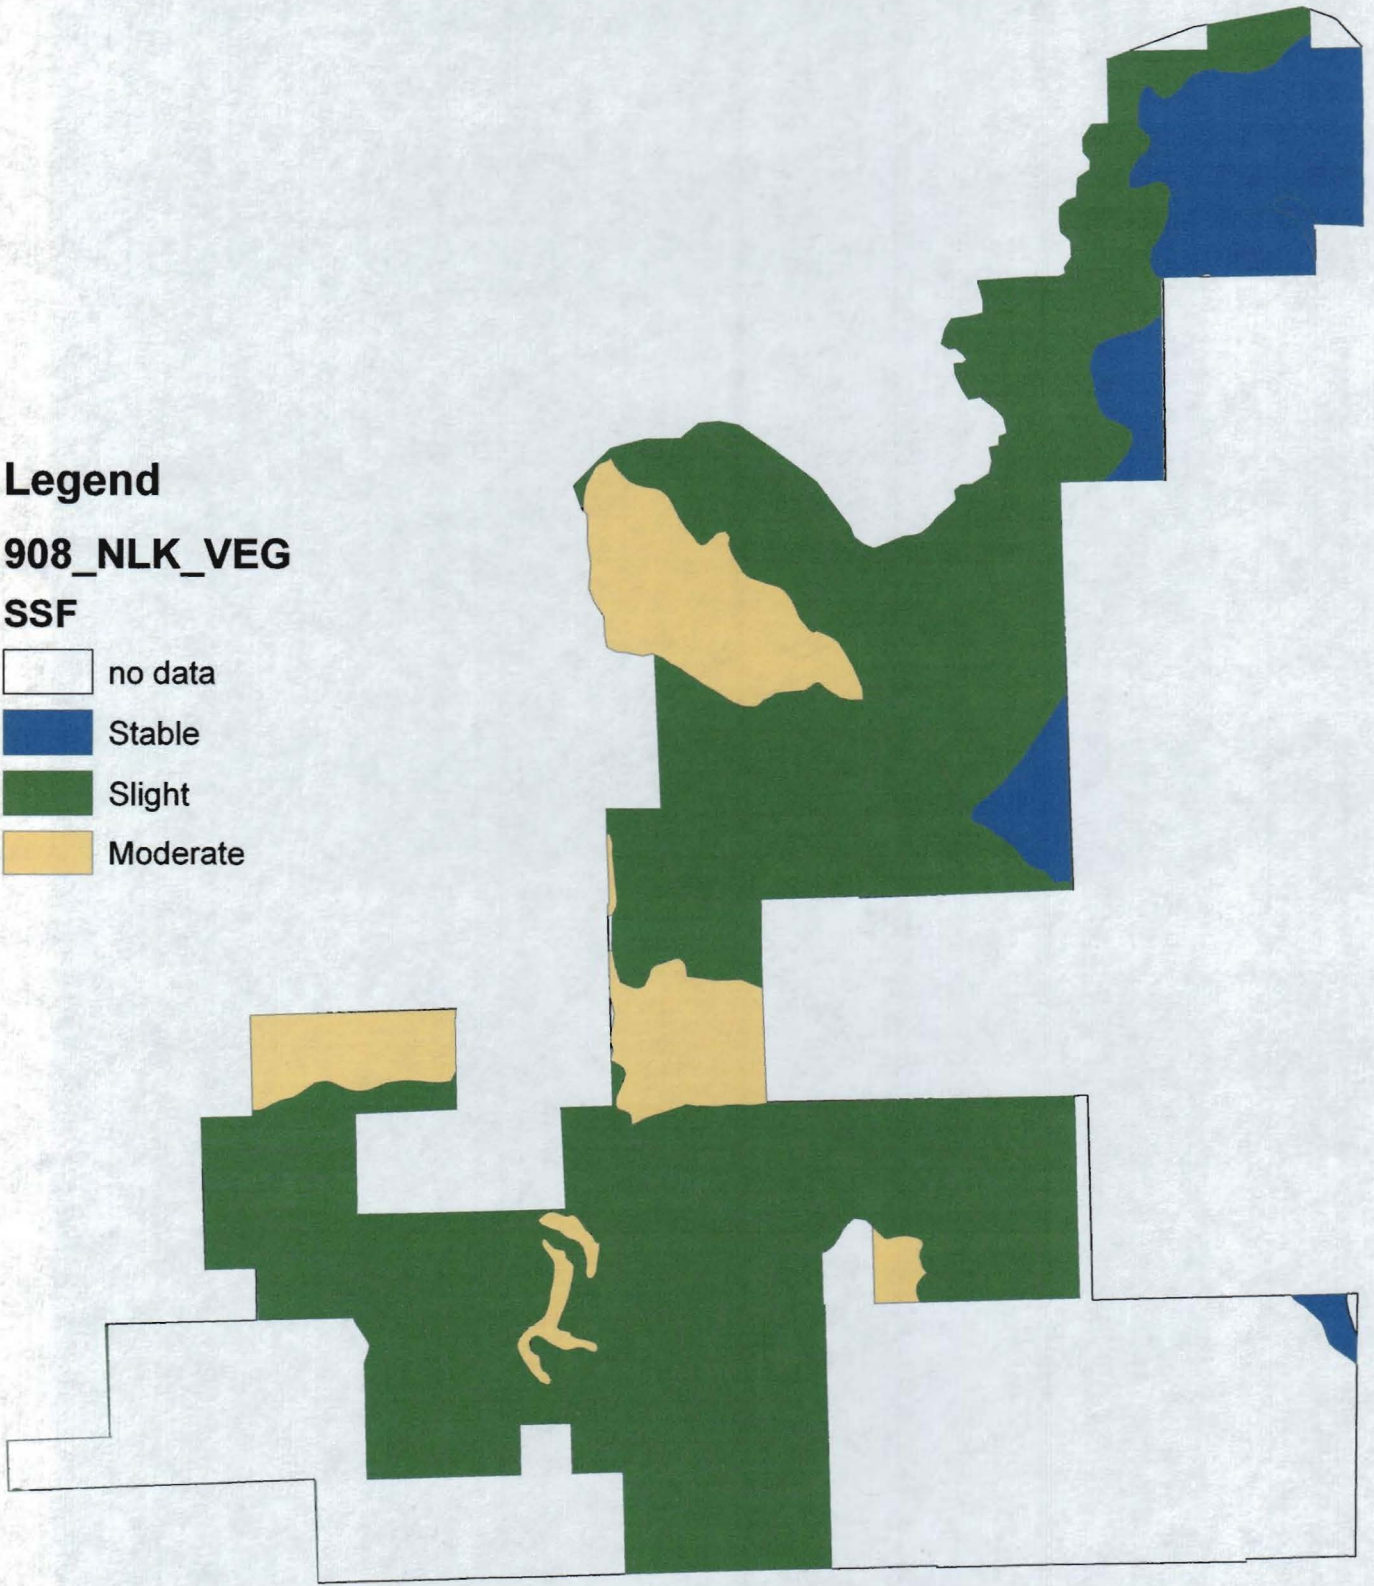 Legend
908_NLK_VEG
SSF
no data
Stable
Slight
Moderate